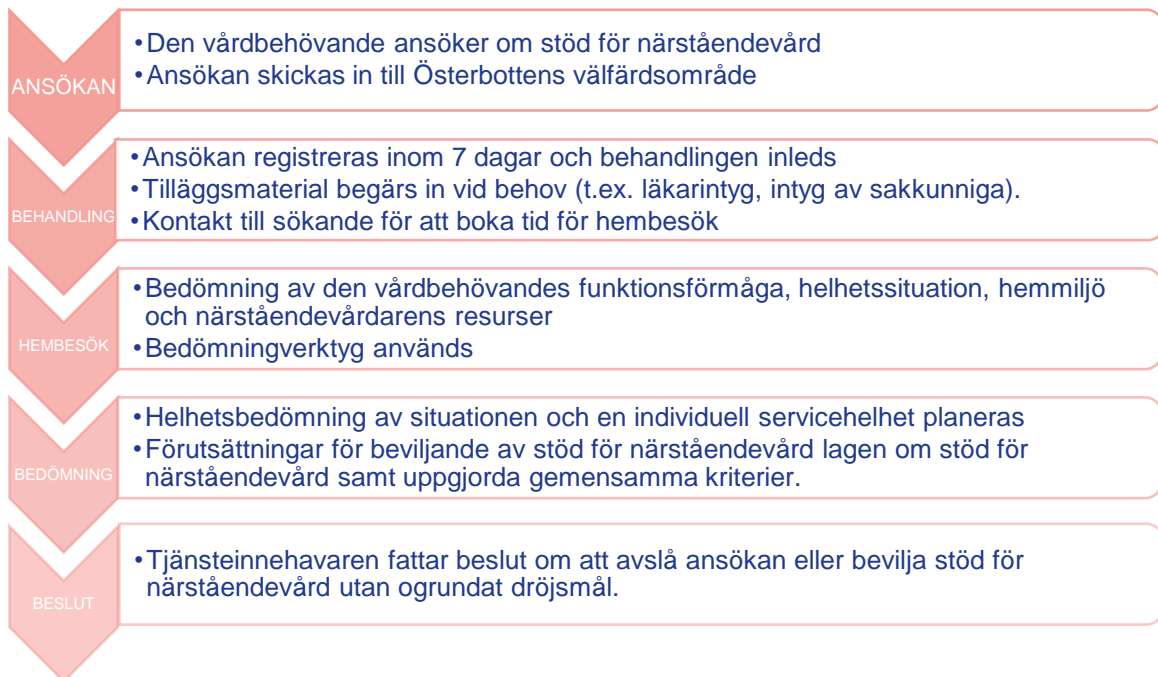 ANSÖKAN
•Den vårdbehövande ansöker om stöd för närståendevård
•Ansökan skickas in till Österbottens välfärdsområde
BEHANDLING
•Ansökan registreras inom 7 dagar och behandlingen inleds
•Tilläggsmaterial begärs in vid behov (t.ex. läkarintyg, intyg av sakkunniga).
•Kontakt till sökande för att boka tid för hembesök
HEMBESÖK
•Bedömning av den vårdbehövandes funktionsförmåga, helhetssituation, hemmiljö
och närståendevårdarens resurser
•Bedömningverktyg används
BEDÖMNING
•Helhetsbedömning av situationen och en individuell servicehelhet planeras
•Förutsättningar för beviljande av stöd för närståendevård lagen om stöd för
närståendevård samt uppgjorda gemensamma kriterier.
BESLUT
•Tjänsteinnehavaren fattar beslut om att avslå ansökan eller bevilja stöd för
närståendevård utan ogrundat dröjsmål.